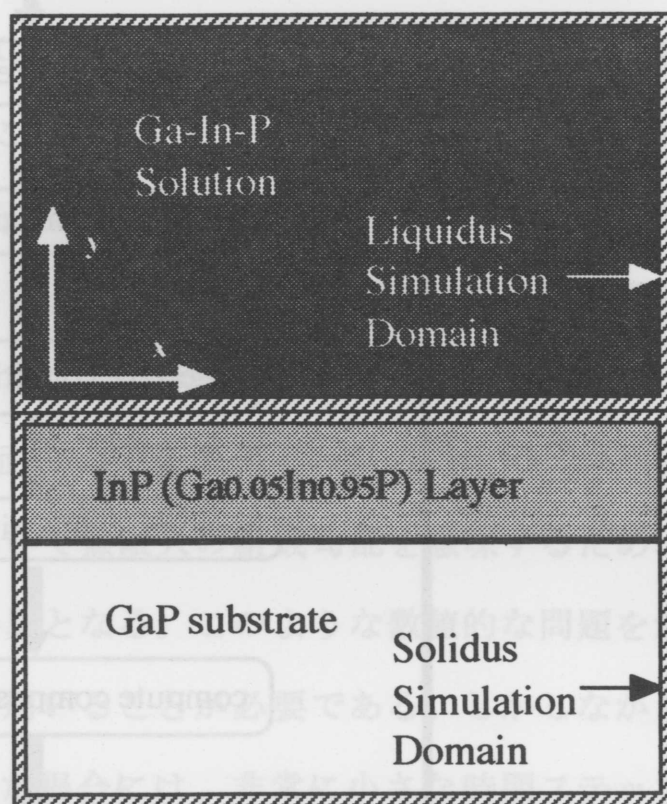 Ga-In-P
Solution
y
x
Liquidus
Simulation
Domain
InP (Ga0.05In0.95P) Layer
GaP substrate
Solidus
Simulation
Domain